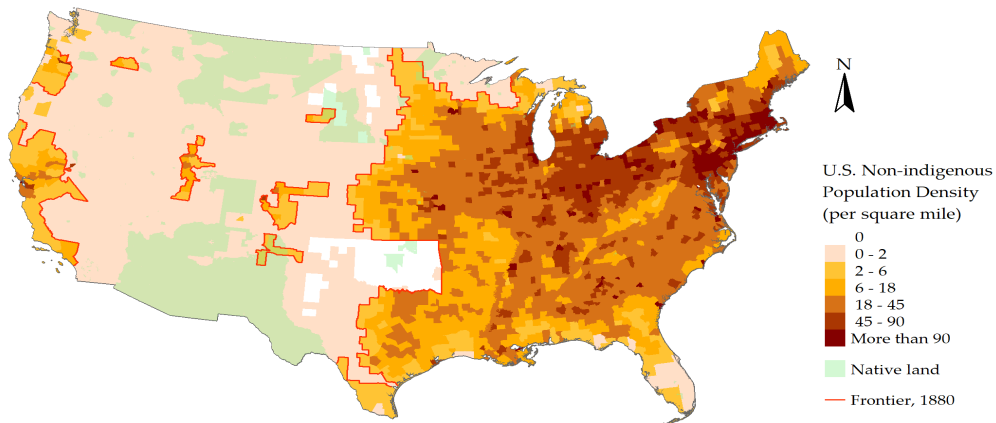 N
U.S. Non-indigenous
Population Density
(per square mile)
0
0 - 2
2 - 6
6 - 18
18 - 45
45 - 90
More than 90
Native land
Frontier, 1880